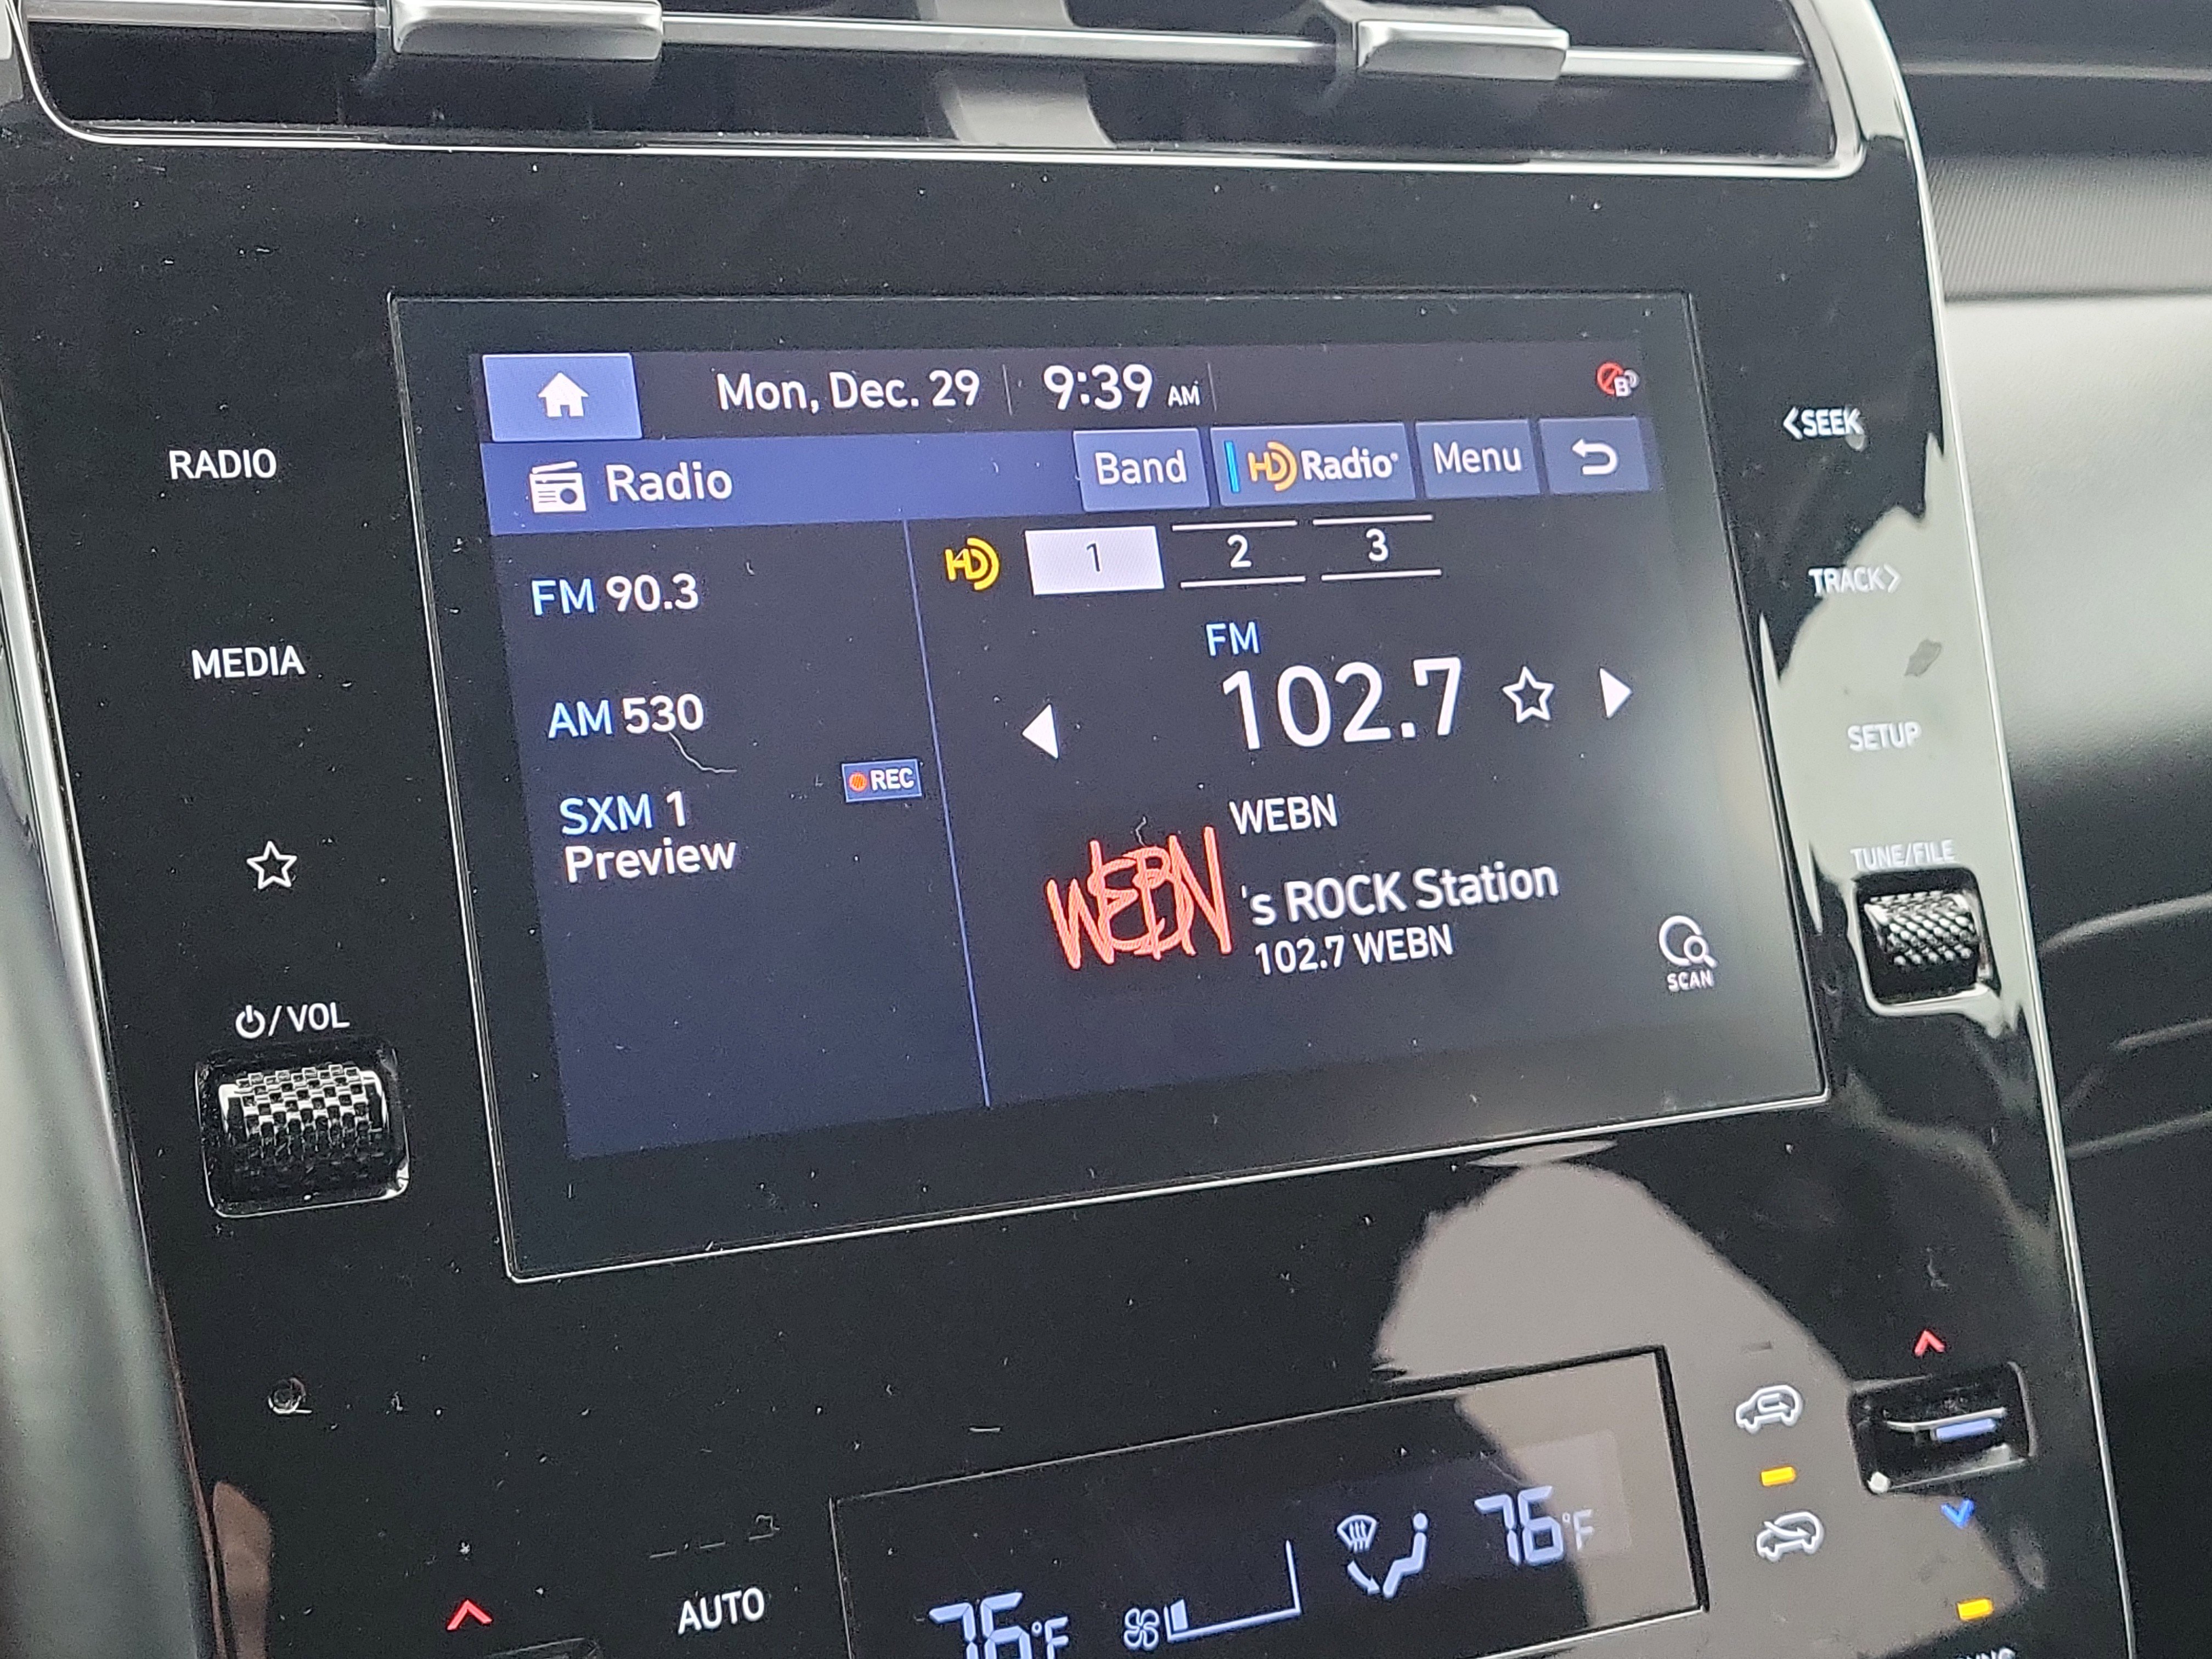 Mon, Dec. 29
9:39 AM
B
<SEEK
RADIO
Radio
Band
HD Radio®
Menu
HD
1
2
3
FM 90.3
FM
102.7
TRACK>
MEDIA
AM 530
SETUP
REC
SXM 1
Preview
WEBN
WEBN
's ROCK Station
102.7 WEBN
TUNE/FILE
SCAN
/ VOL
AUTO
76°F
76°F